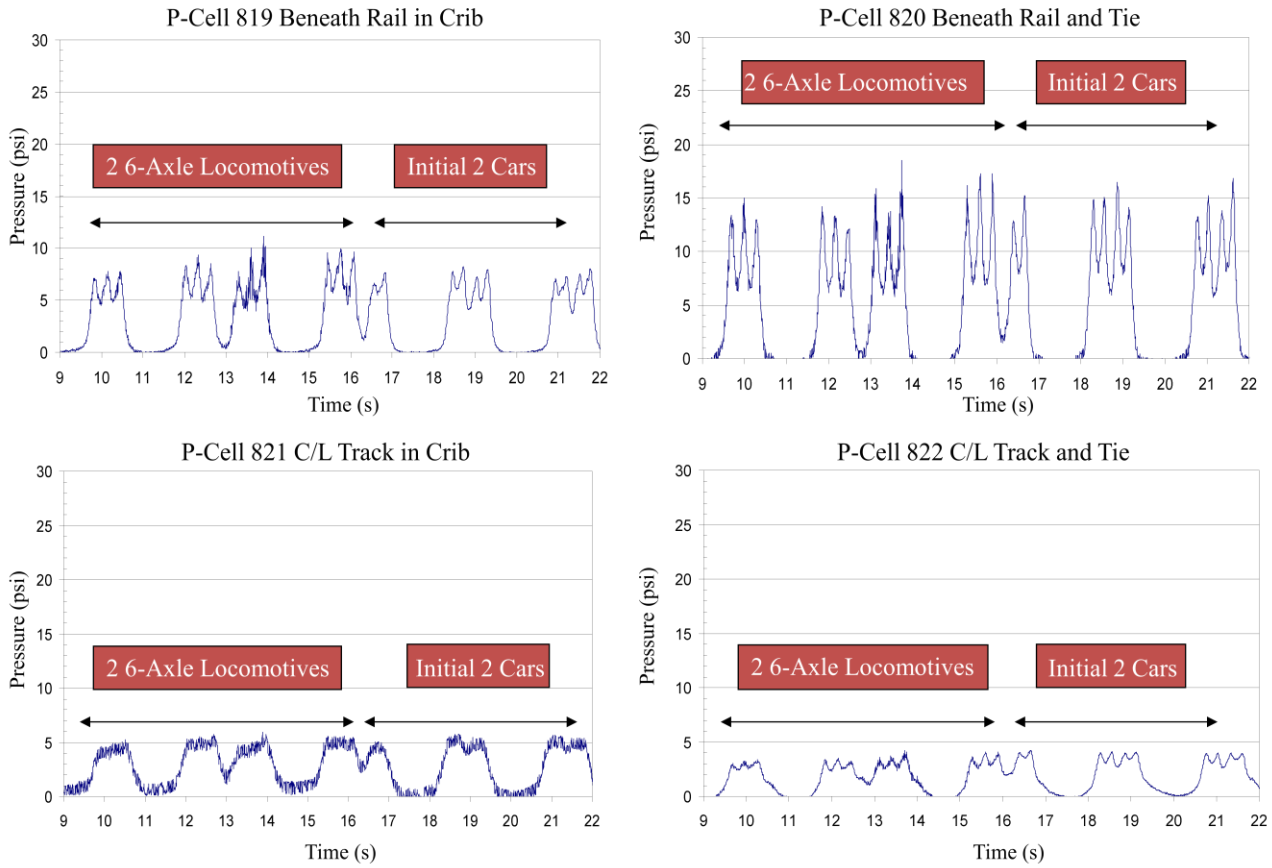 P-Cell 819 Beneath Rail in Crib
Pressure (psi)
30
25
20
15
10
5
0
2 6-Axle Locomotives
Initial 2 Cars
9 10 11 12 13 14 15 16 17 18 19 20 21 22
Time (s)
P-Cell 820 Beneath Rail and Tie
Pressure (psi)
30
25
20
15
10
5
0
2 6-Axle Locomotives
Initial 2 Cars
9 10 11 12 13 14 15 16 17 18 19 20 21 22
Time (s)
P-Cell 821 C/L Track in Crib
Pressure (psi)
30
25
20
15
10
5
0
2 6-Axle Locomotives
Initial 2 Cars
9 10 11 12 13 14 15 16 17 18 19 20 21 22
Time (s)
P-Cell 822 C/L Track and Tie
Pressure (psi)
30
25
20
15
10
5
0
2 6-Axle Locomotives
Initial 2 Cars
9 10 11 12 13 14 15 16 17 18 19 20 21 22
Time (s)